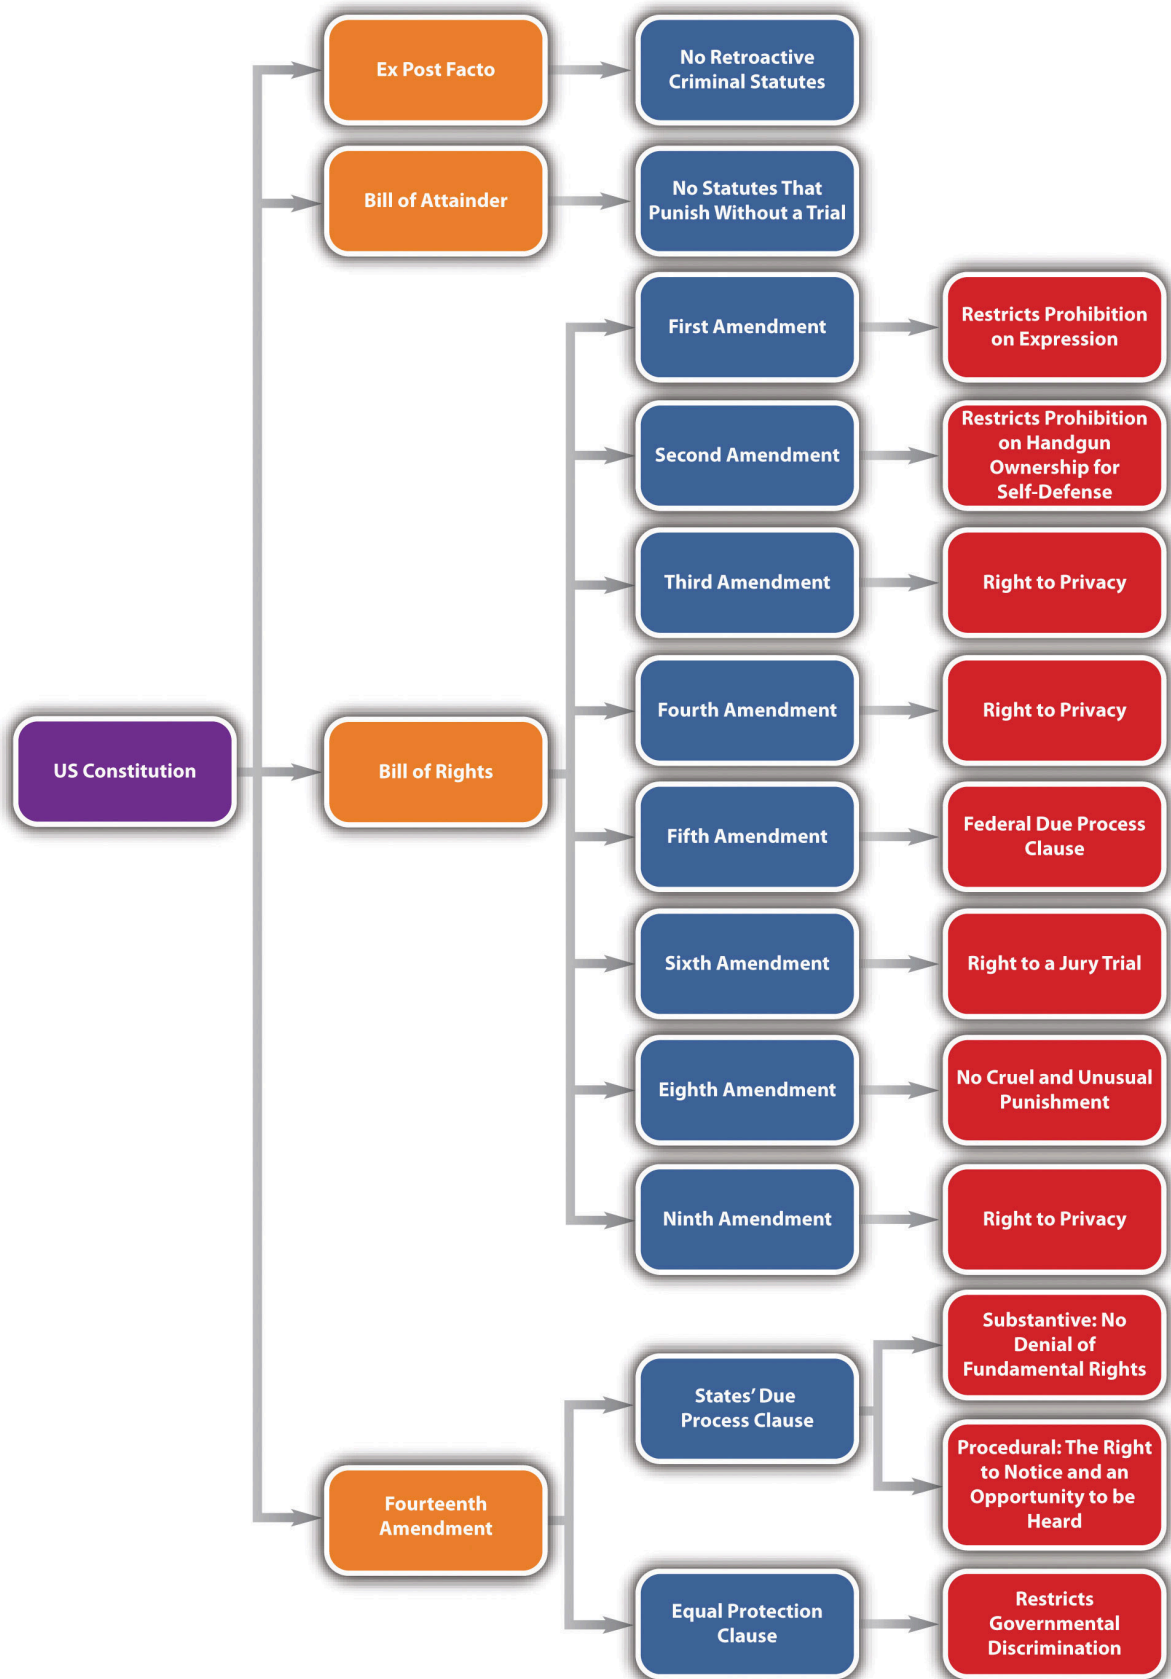 Ex Post Facto
No Retroactive
Criminal Statutes
Bill of Attainder
No Statutes That
Punish Without a Trial
First Amendment
Restricts Prohibition
on Expression
Second Amendment
Restricts Prohibition
on Handgun
Ownership for
Self-Defense
Third Amendment
Right to Privacy
Fourth Amendment
Right to Privacy
US Constitution
Bill of Rights
Fifth Amendment
Federal Due Process
Clause
Sixth Amendment
Right to a Jury Trial
Eighth Amendment
No Cruel and Unusual
Punishment
Ninth Amendment
Right to Privacy
Substantive: No
Denial of
Fundamental Rights
States’ Due
Process Clause
Procedural: The Right
to Notice and an
Opportunity to be
Heard
Fourteenth
Amendment
Equal Protection
Clause
Restricts
Governmental
Discrimination